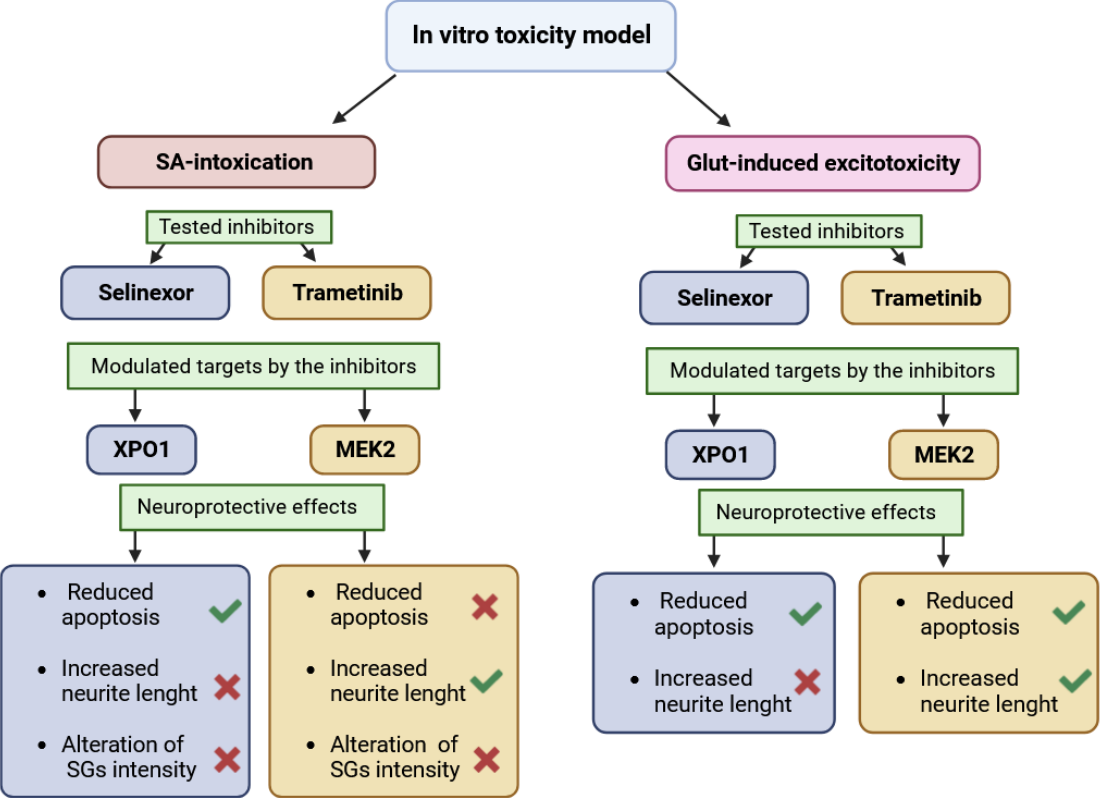 In vitro toxicity model
SA-intoxication
Tested inhibitors
Selinexor
Trametinib
Modulated targets by the inhibitors
XPO1
MEK2
Neuroprotective effects
• Reduced
apoptosis
• Increased
neurite lenght
• Alteration of
SGs intensity
• Reduced
apoptosis
• Increased
neurite lenght
• Alteration of
SGs intensity
Glut-induced excitotoxicity
Tested inhibitors
Selinexor
Trametinib
Modulated targets by the inhibitors
XPO1
MEK2
Neuroprotective effects
• Reduced
apoptosis
• Increased
neurite lenght
• Reduced
apoptosis
• Increased
neurite lenght